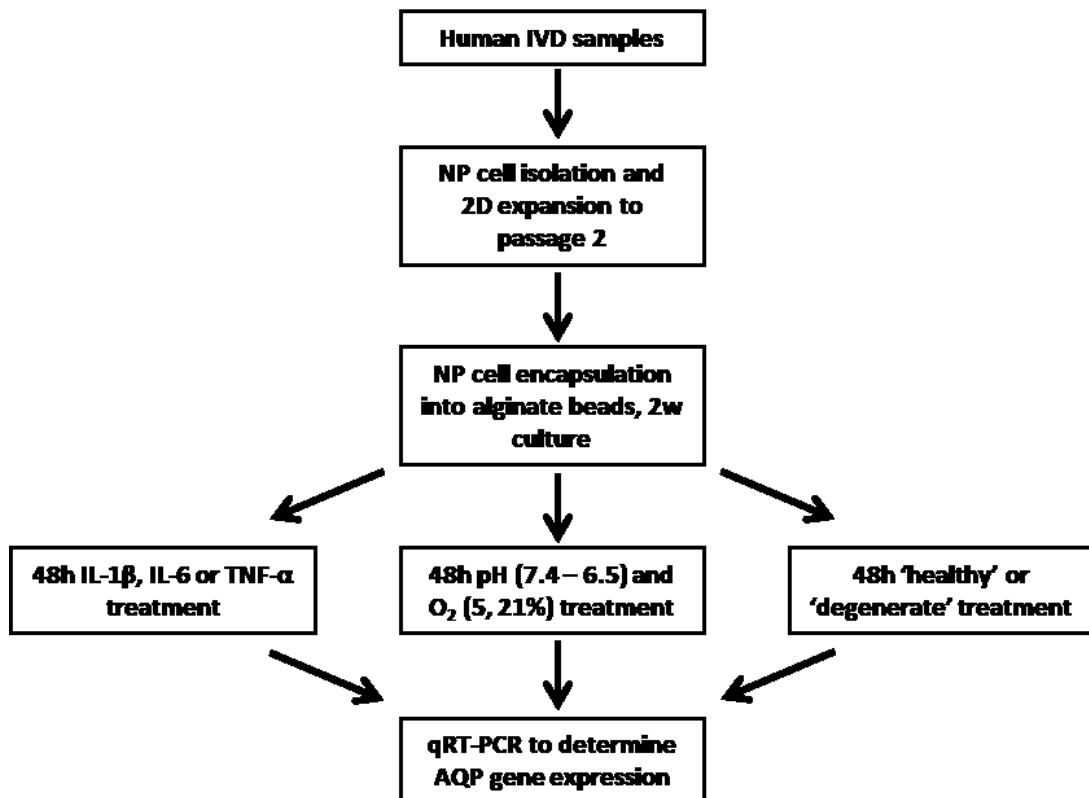 Human IVD samples
NP cell isolation and
2D expansion to
passage 2
NP cell encapsulation
into alginate beads, 2w
culture
48h IL-1β, IL-6 or TNF-α
treatment
48h pH (7.4 – 6.5) and
O₂ (5, 21%) treatment
48h ‘healthy’ or
‘degenerate’ treatment
qRT-PCR to determine
AQP gene expression